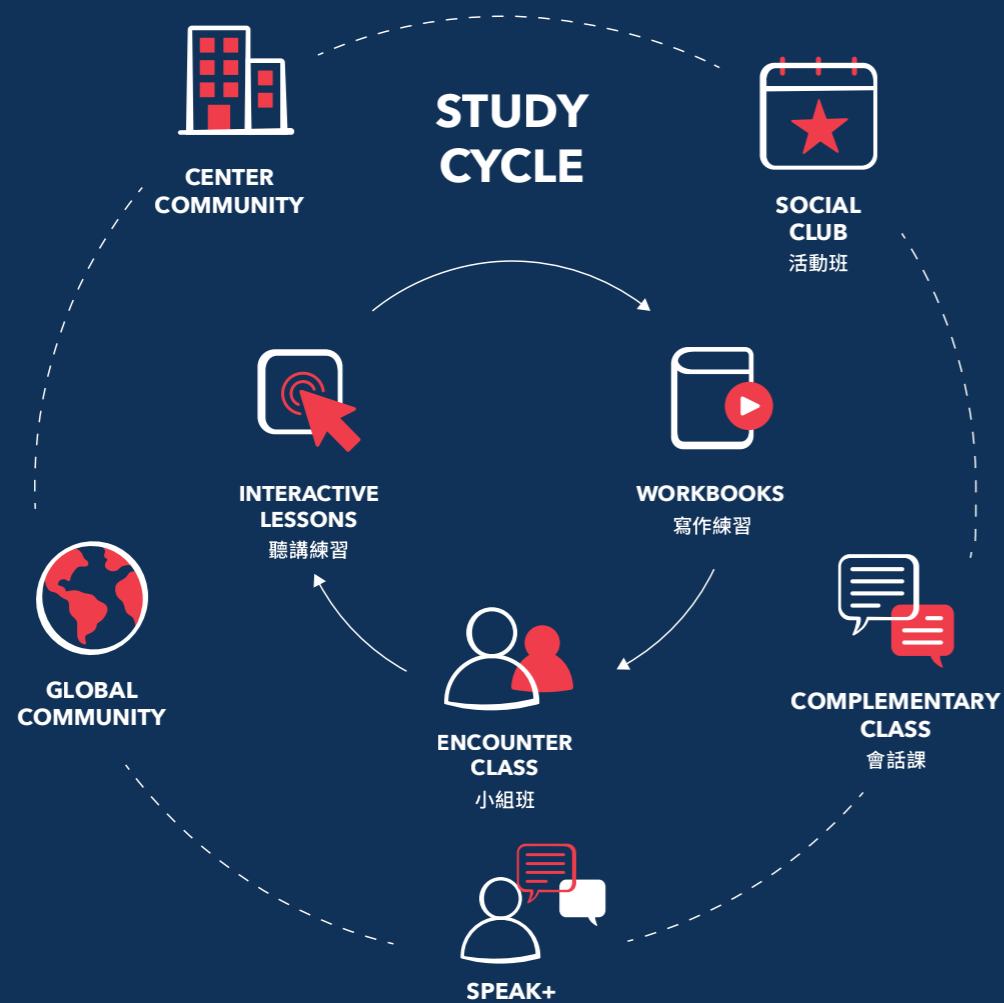 STUDY
CYCLE
CENTER
COMMUNITY
SOCIAL
CLUB
活動班
INTERACTIVE
LESSONS
聽講練習
WORKBOOKS
寫作練習
GLOBAL
COMMUNITY
COMPLEMENTARY
CLASS
會話課
ENCOUNTER
CLASS
小組班
SPEAK+